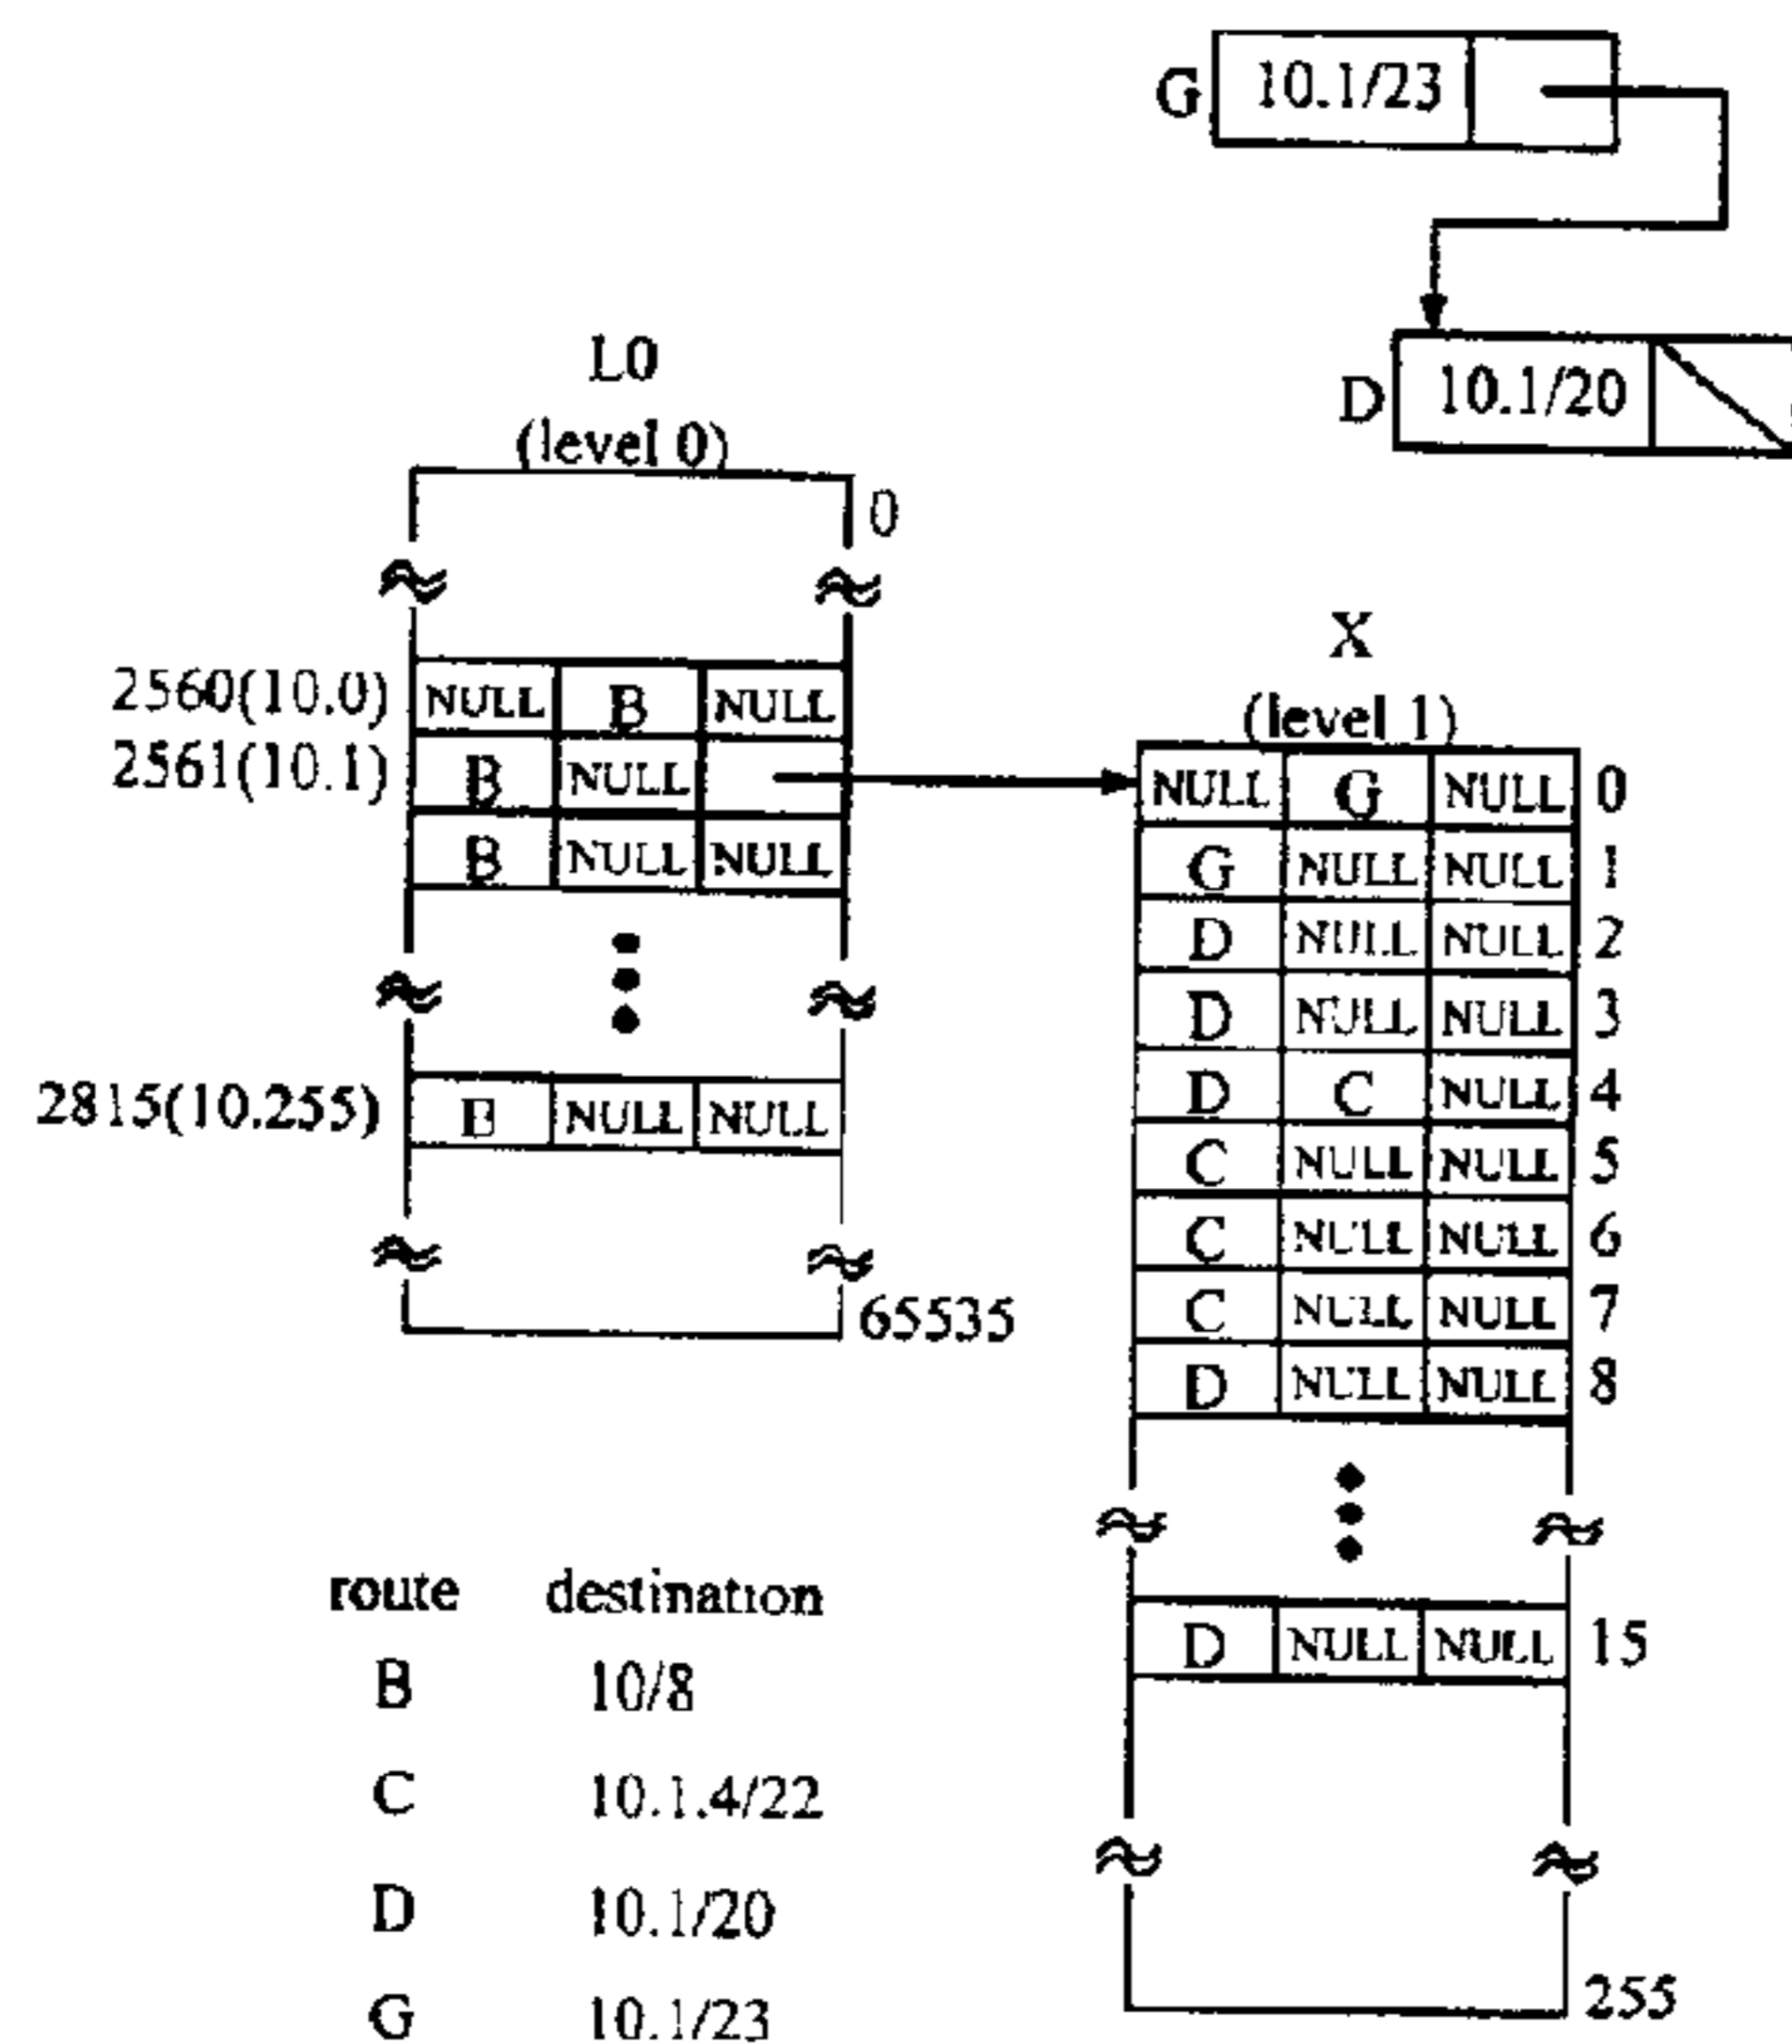 G 10.1/23
D 10.1/20
L0
(level 0)
0
2560(10.0) NULL B NULL
2561(10.1) B NULL
B NULL NULL
2815(10.255) B NULL NULL
65535
X
(level 1)
NULL G NULL 0
G NULL NULL 1
D NULL NULL 2
D NULL NULL 3
D C NULL 4
C NULL NULL 5
C NULL NULL 6
C NULL NULL 7
D NULL NULL 8
D NULL NULL 15
255
route destination
B 10/8
C 10.1.4/22
D 10.1/20
G 10.1/23